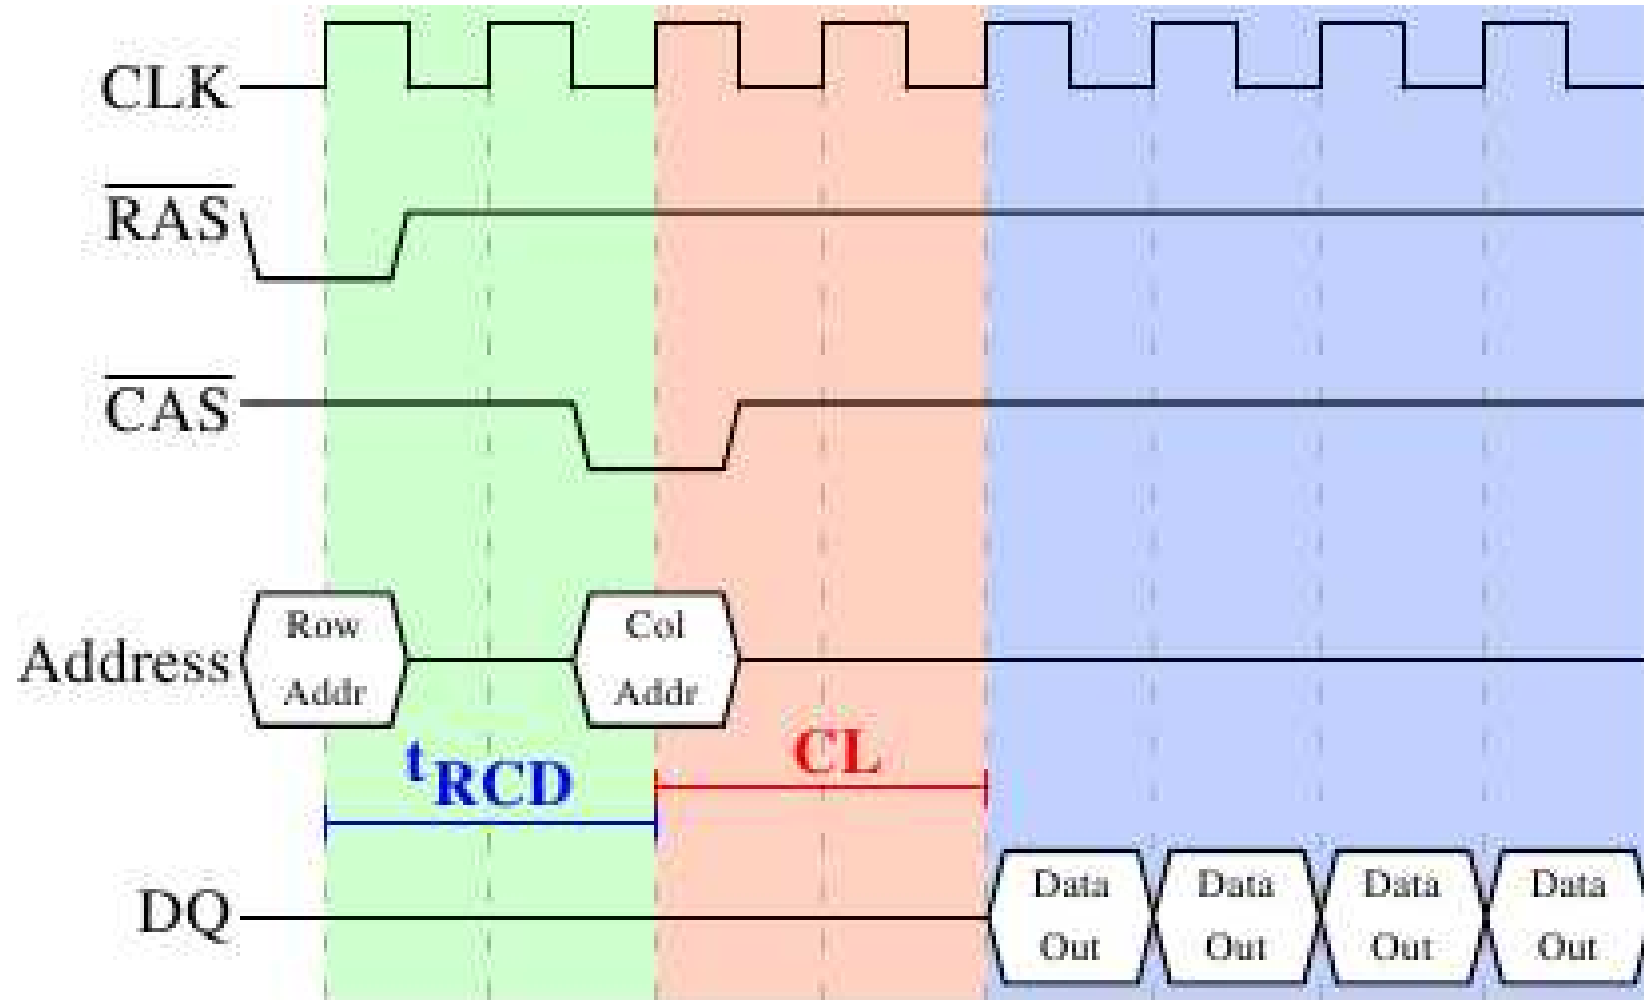 CLK
RAS
CAS
Address
Row
Addr
Col
Addr
tRCD
CL
DQ
Data
Out
Data
Out
Data
Out
Data
Out